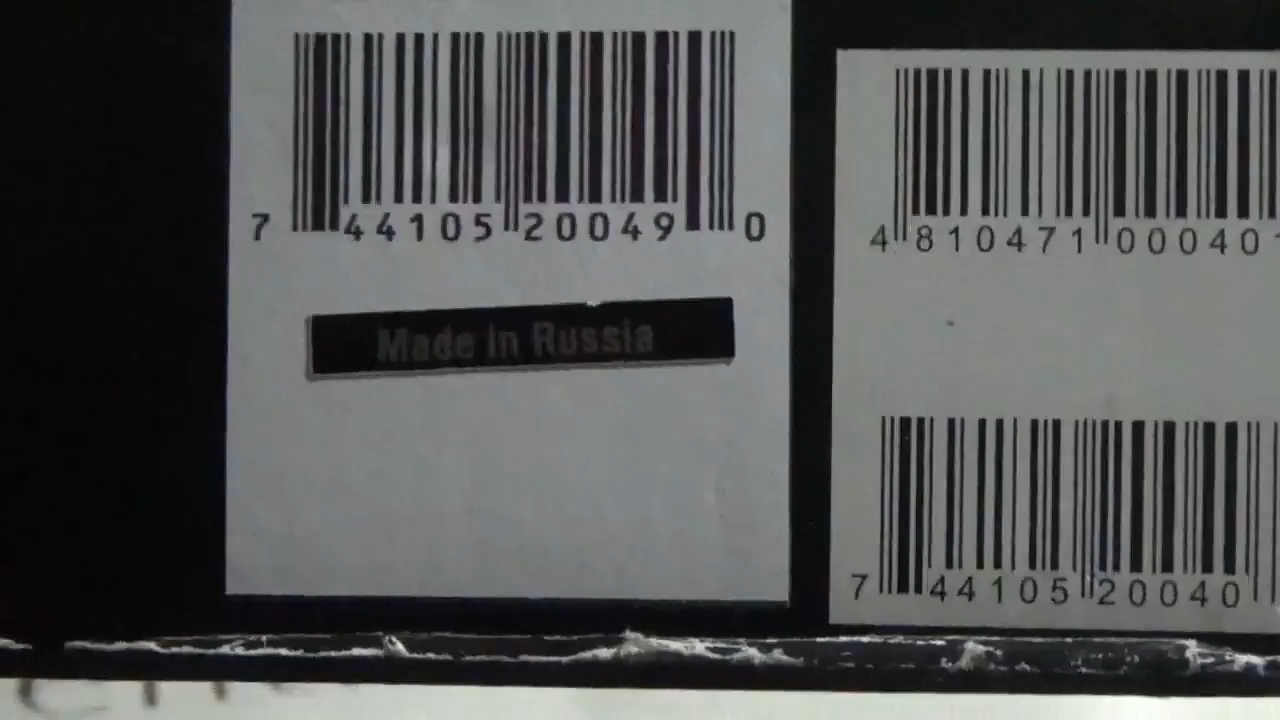 7 44105 20049 0
Made in Russia
4 810471 00040
7 44105 20040